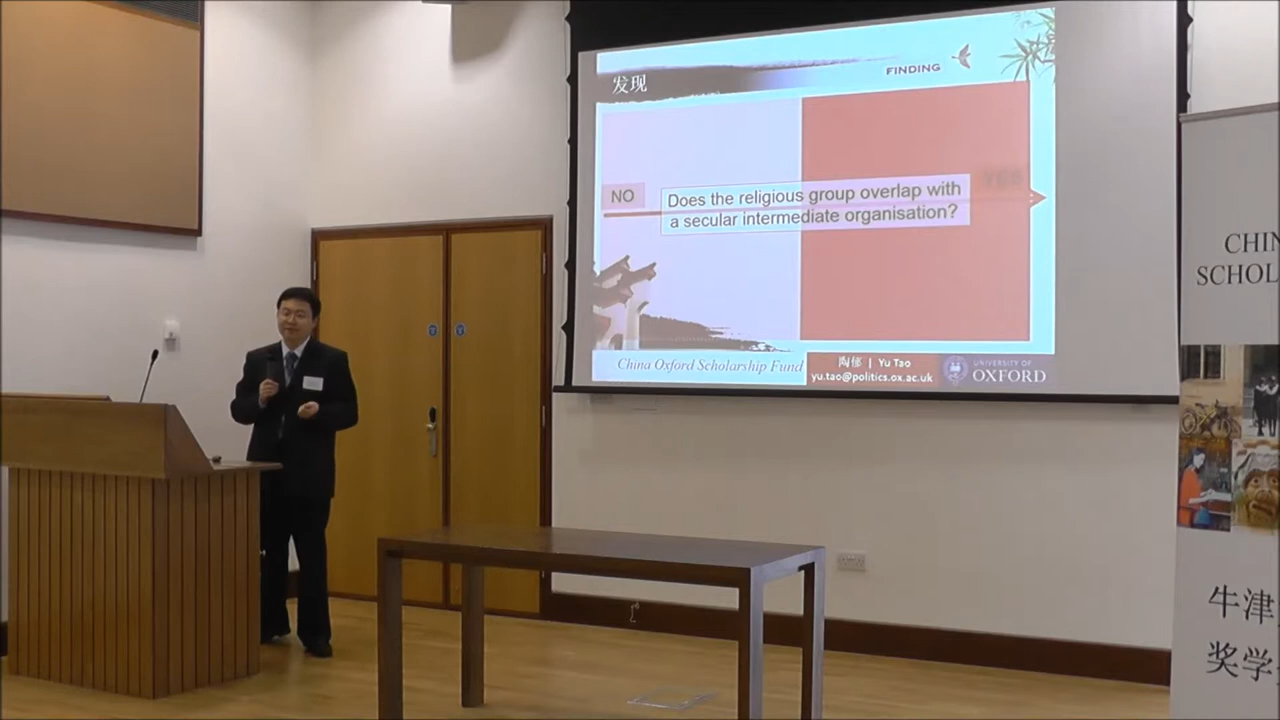 发现
FINDING
NO
YES
Does the religious group overlap with
a secular intermediate organisation?
China Oxford Scholarship Fund
陶郁 | Yu Tao
yu.tao@politics.ox.ac.uk
UNIVERSITY OF
OXFORD
CHIN
SCHOL
牛津
奖学